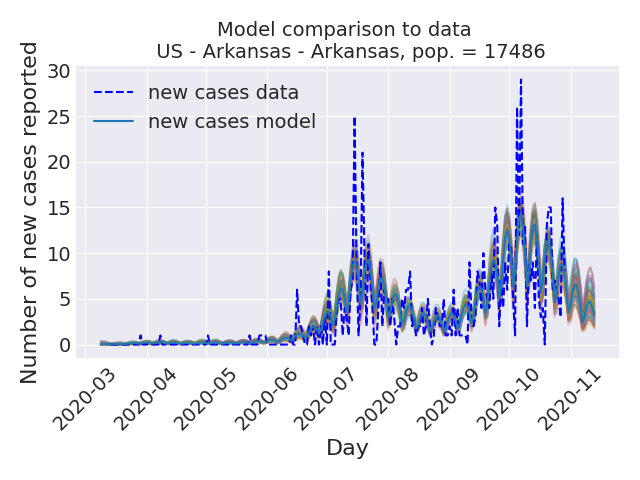 Model comparison to data
US - Arkansas - Arkansas, pop. = 17486
Number of new cases reported
30
25
20
15
10
5
0
new cases data
new cases model
2020-03
2020-04
2020-05
2020-06
2020-07
2020-08
2020-09
2020-10
2020-11
Day